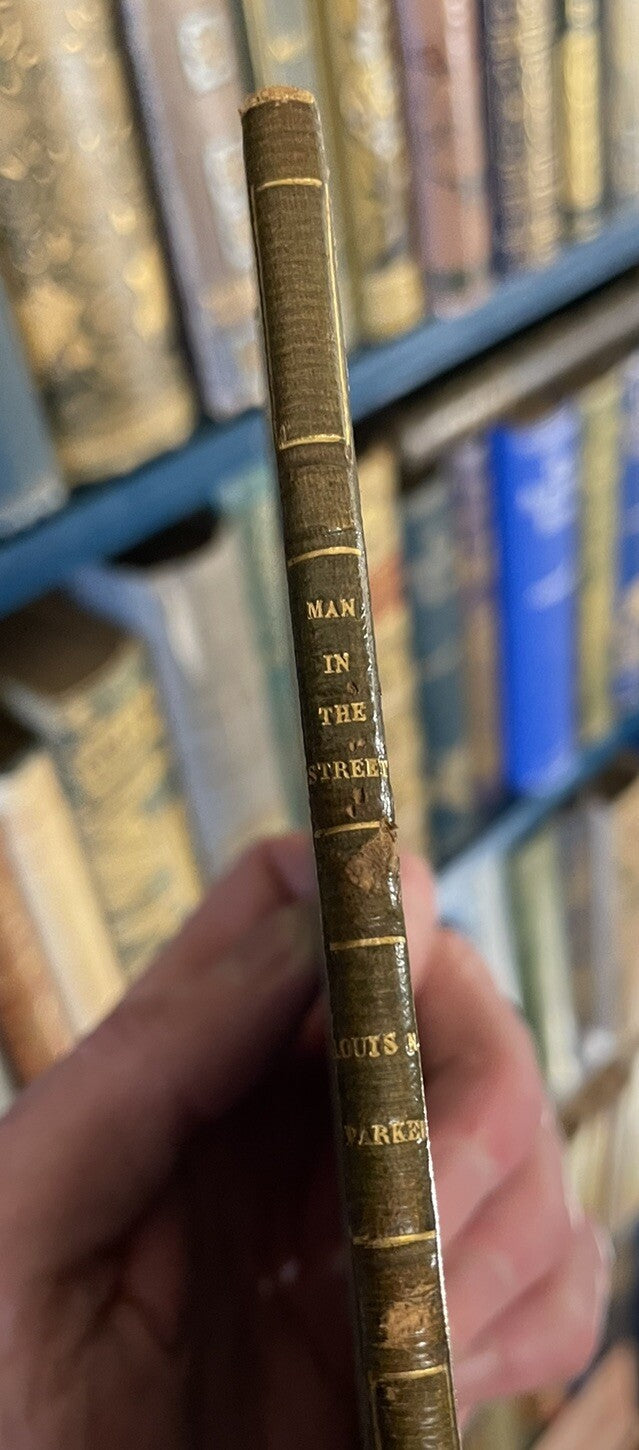 MAN
IN
THE
STREET
LOUIS N.
PARKER